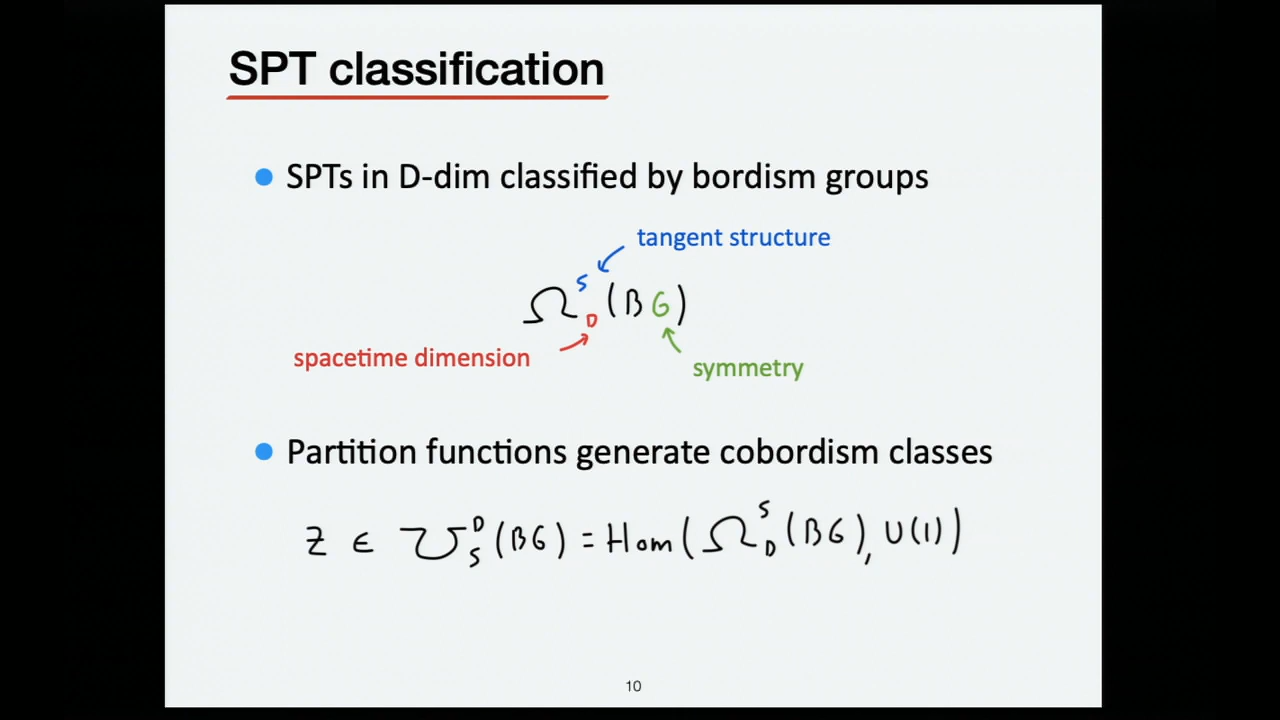 SPT classification
SPTs in D-dim classified by bordism groups
tangent structure
Ω^S_D (BG)
spacetime dimension
symmetry
Partition functions generate cobordism classes
Z ∈ ℧^D_S (BG) = Hom(Ω^S_D (BG), U(1))
10